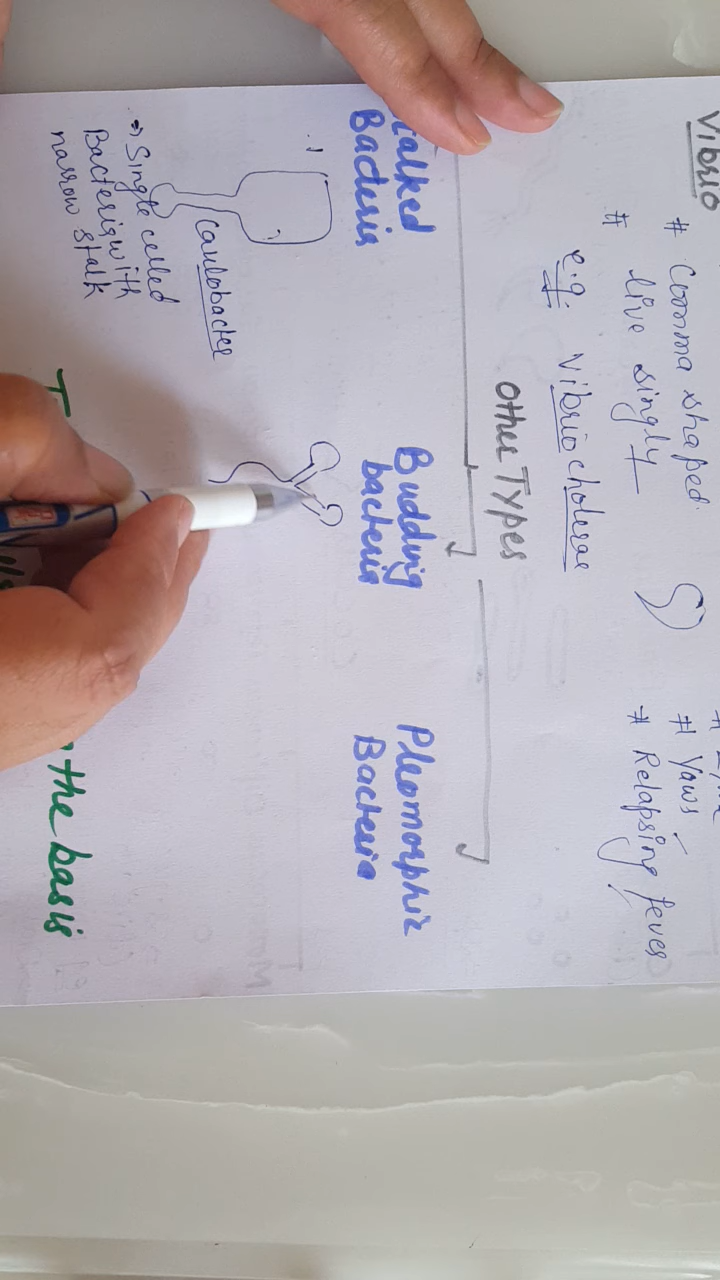 Vibrio
# Comma shaped.
# live singly
e.g. Vibrio cholerae
# Yaws
# Relapsing fever
Other Types
talked
Bacteria
Budding
bacteria
Pleomorphic
Bacteria
Caulobacter
=) Single celled
Bacteria with
narrow stalk
the basis